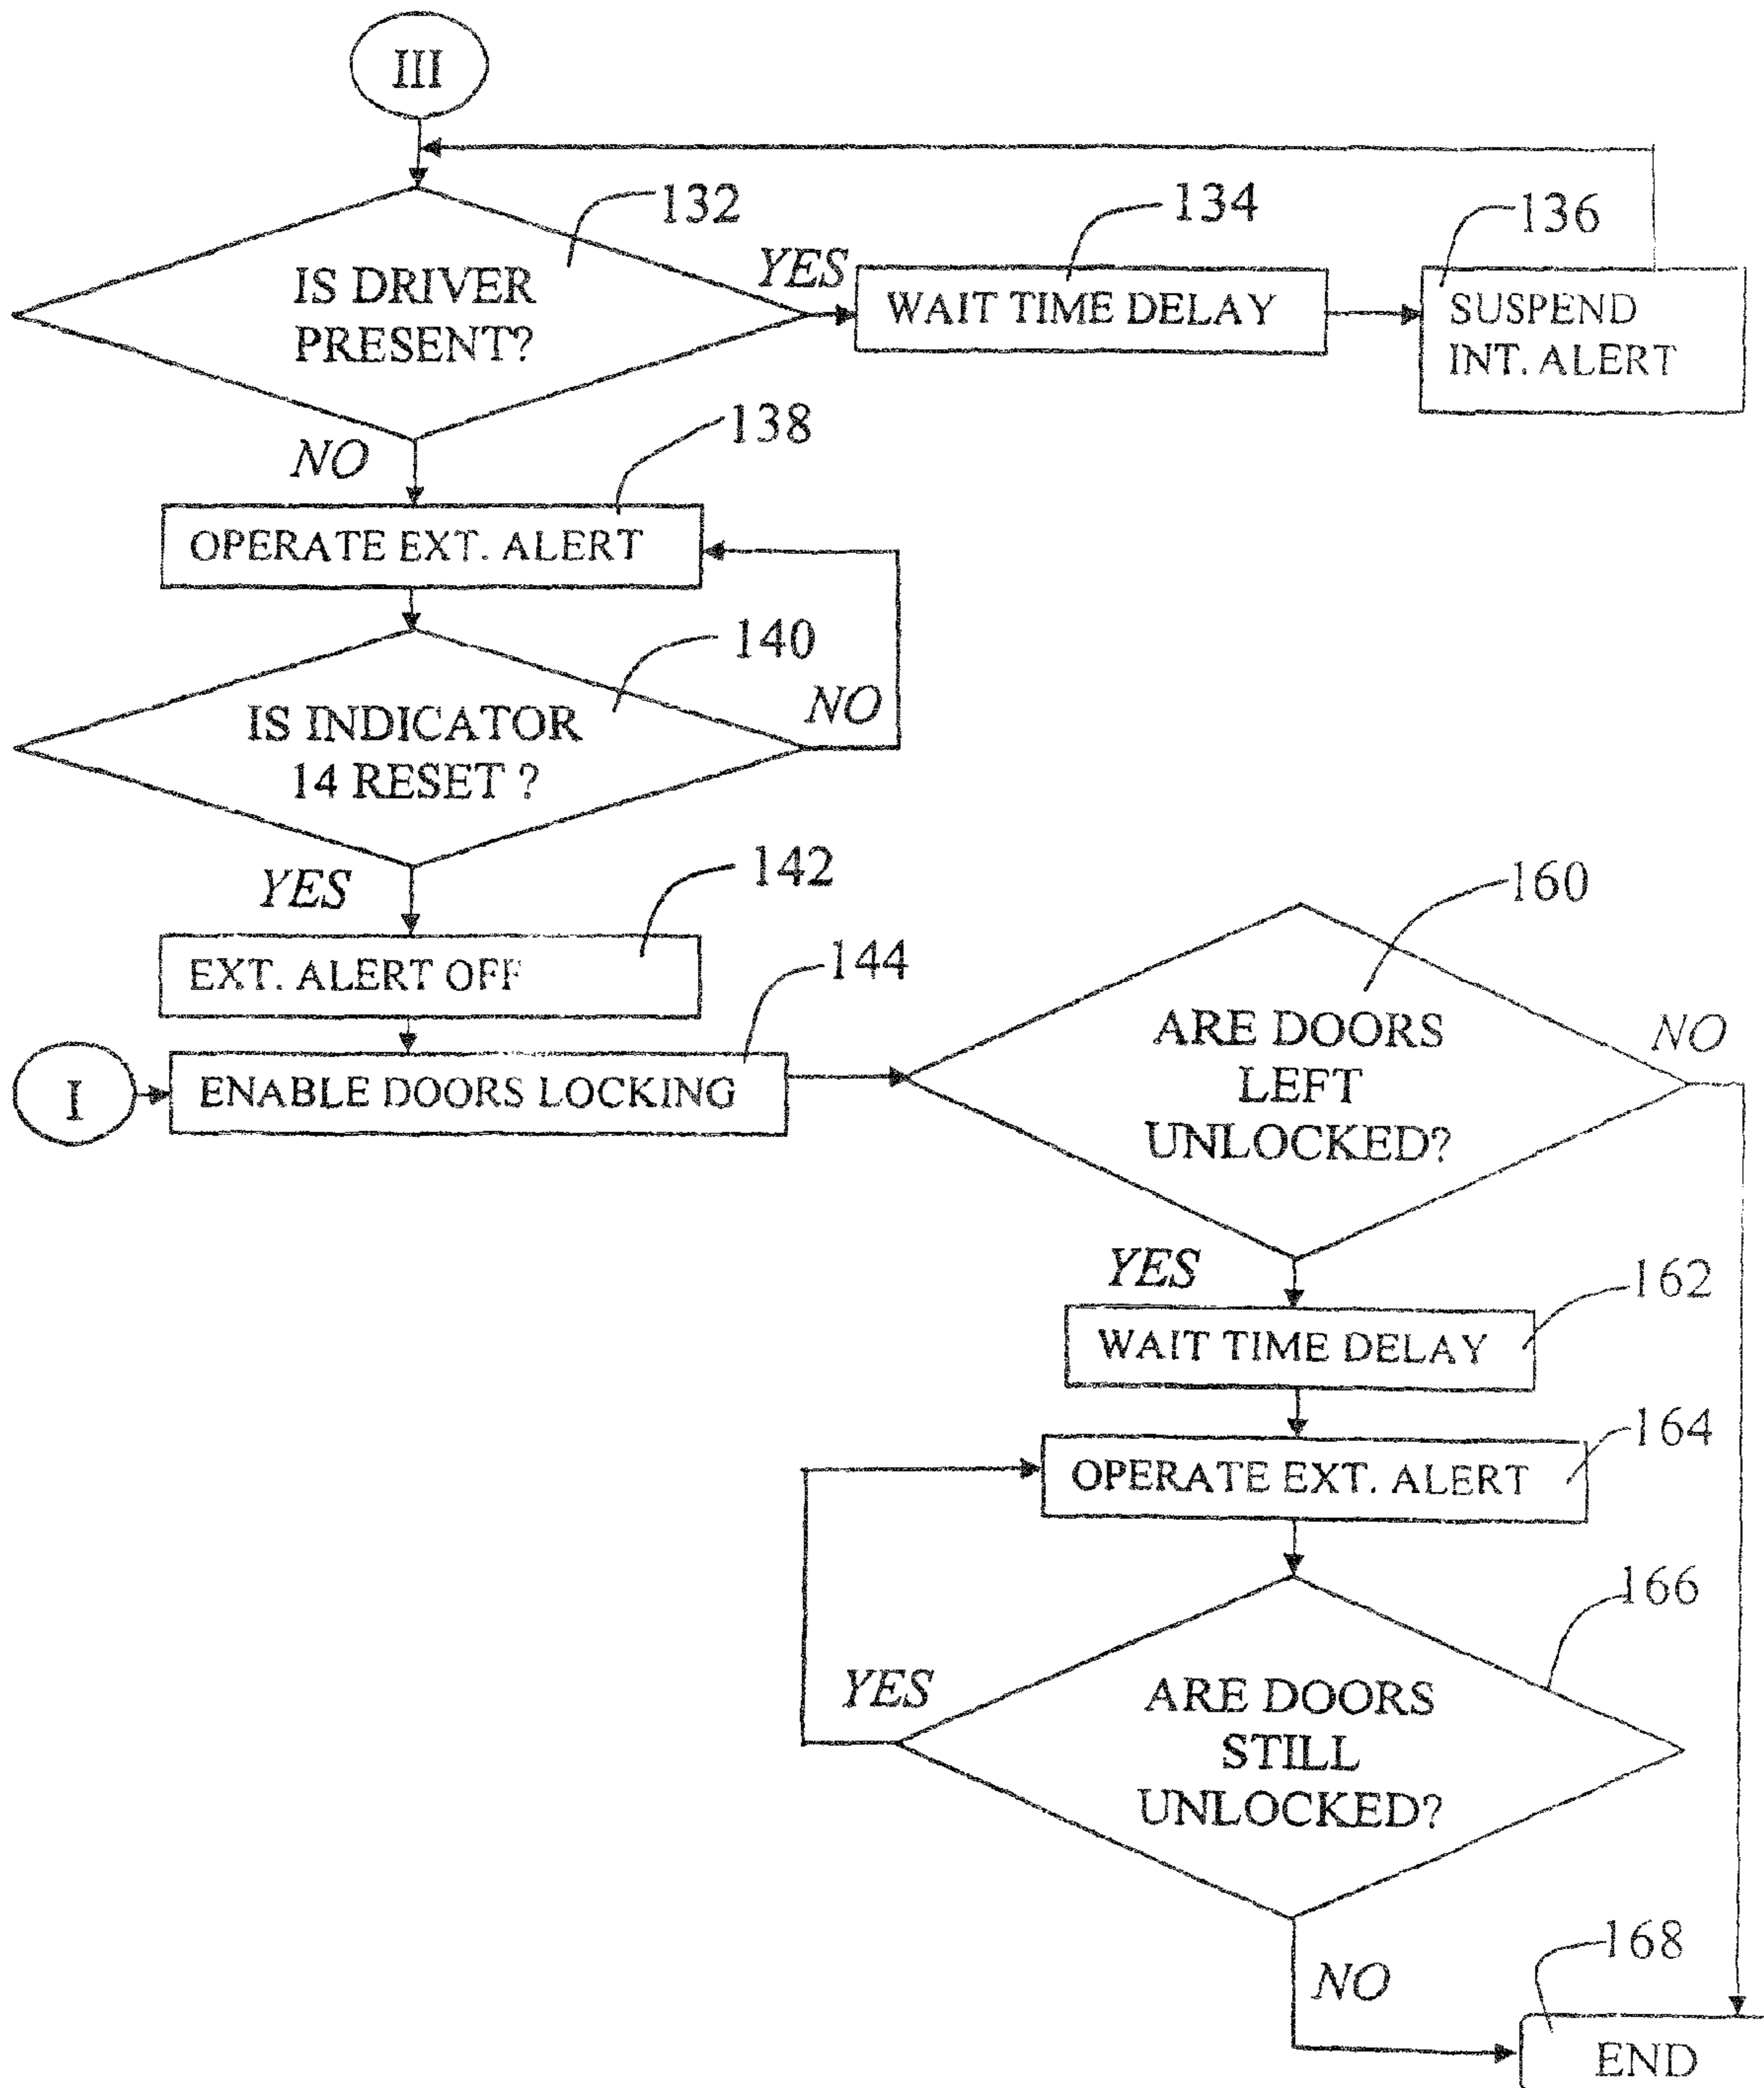 III
132
IS DRIVER
PRESENT?
YES
134
WAIT TIME DELAY
136
SUSPEND
INT. ALERT
NO
138
OPERATE EXT. ALERT
140
IS INDICATOR
14 RESET ?
NO
YES
142
EXT. ALERT OFF
144
I
ENABLE DOORS LOCKING
160
ARE DOORS
LEFT
UNLOCKED?
NO
YES
162
WAIT TIME DELAY
164
OPERATE EXT. ALERT
166
ARE DOORS
STILL
UNLOCKED?
YES
NO
168
END